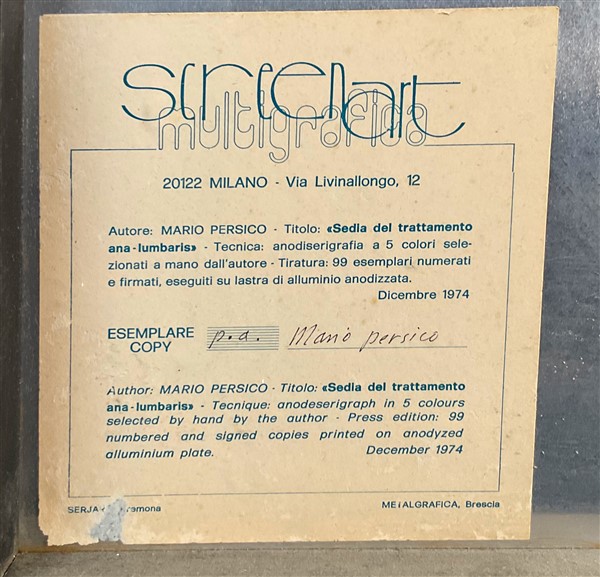 screenart
multigrafica
20122 MILANO - Via Livinallongo, 12
Autore: MARIO PERSICO - Titolo: «Sedia del trattamento
ana-lumbaris» - Tecnica: anodiserigrafia a 5 colori sele-
zionati a mano dall'autore - Tiratura: 99 esemplari numerati
e firmati, eseguiti su lastra di alluminio anodizzata.
Dicembre 1974
ESEMPLARE
COPY
p.a. Mario persico
Author: MARIO PERSICO - Titolo: «Sedia del trattamento
ana-lumbaris» - Tecnique: anodeserigraph in 5 colours
selected by hand by the author - Press edition: 99
numbered and signed copies printed on anodyzed
alluminium plate. December 1974
METALGRAFICA, Brescia